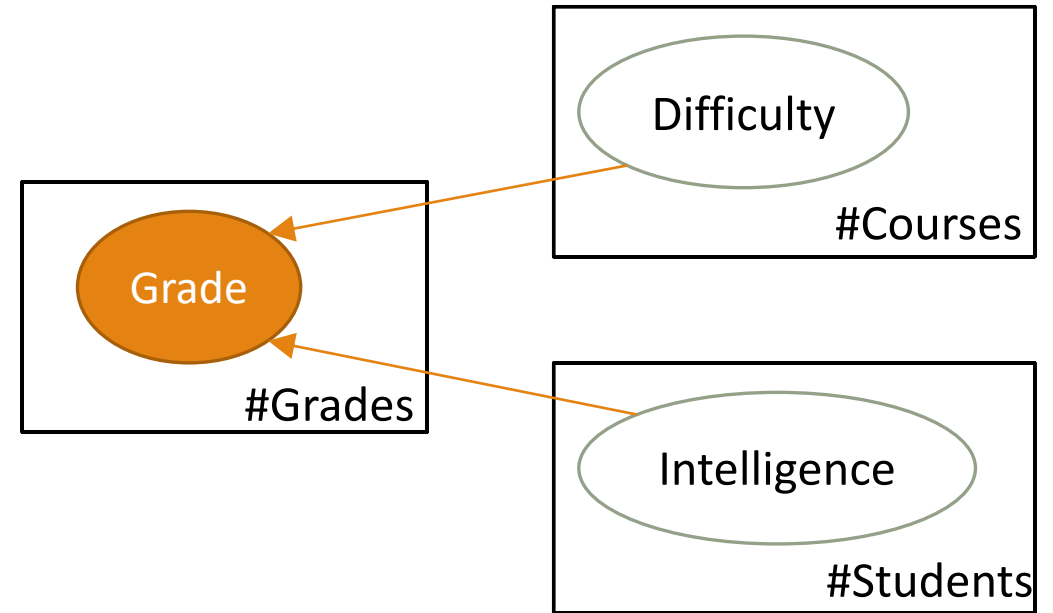 Difficulty
#Courses
Grade
#Grades
Intelligence
#Students